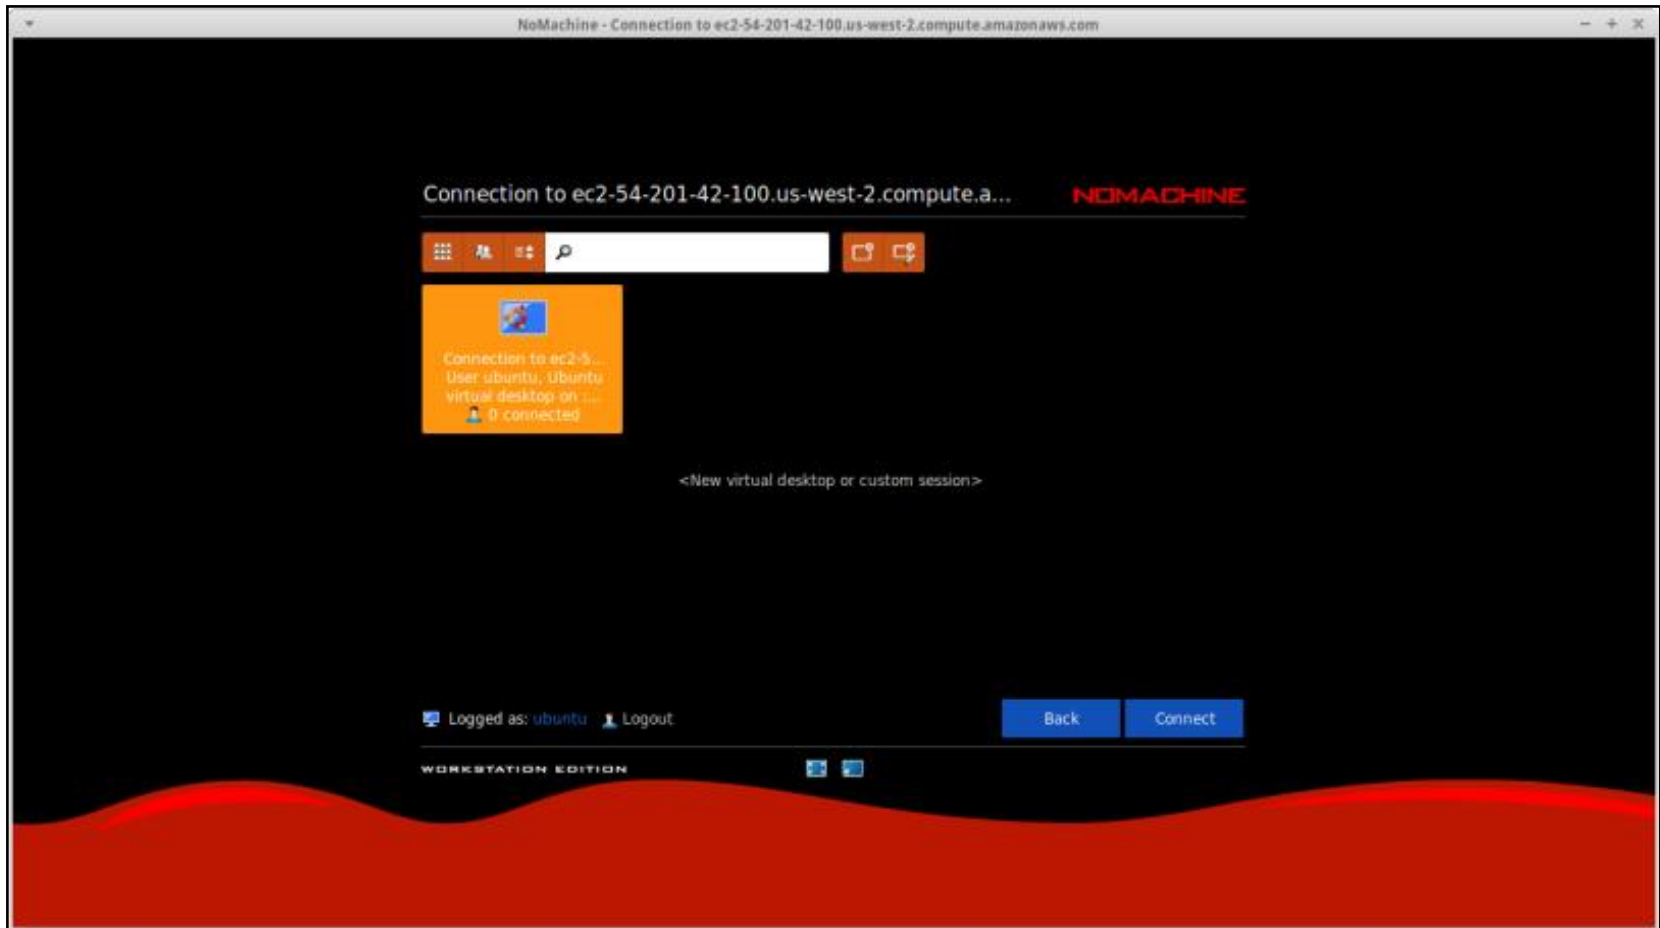 NoMachine - Connection to ec2-54-201-42-100.us-west-2.compute.amazonaws.com
Connection to ec2-54-201-42-100.us-west-2.compute.a...
NOMACHINE
Connection to ec2-5...
User ubuntu, Ubuntu
virtual desktop on :...
0 connected
<New virtual desktop or custom session>
Logged as: ubuntu Logout
Back
Connect
WORKSTATION EDITION